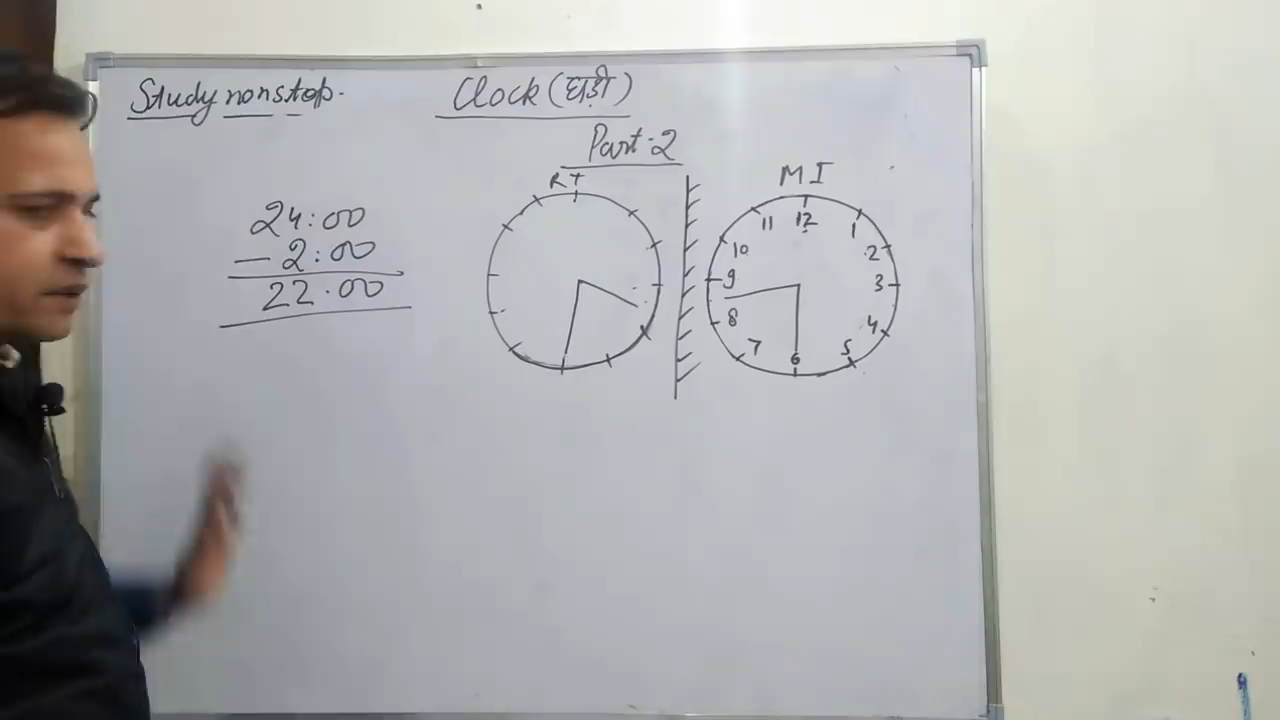 Study nonstop.
Clock (घड़ी)
Part-2
24:00
- 2:00
22.00
RT
MI
11 12 1
10 2
9 3
8 4
7 6 5